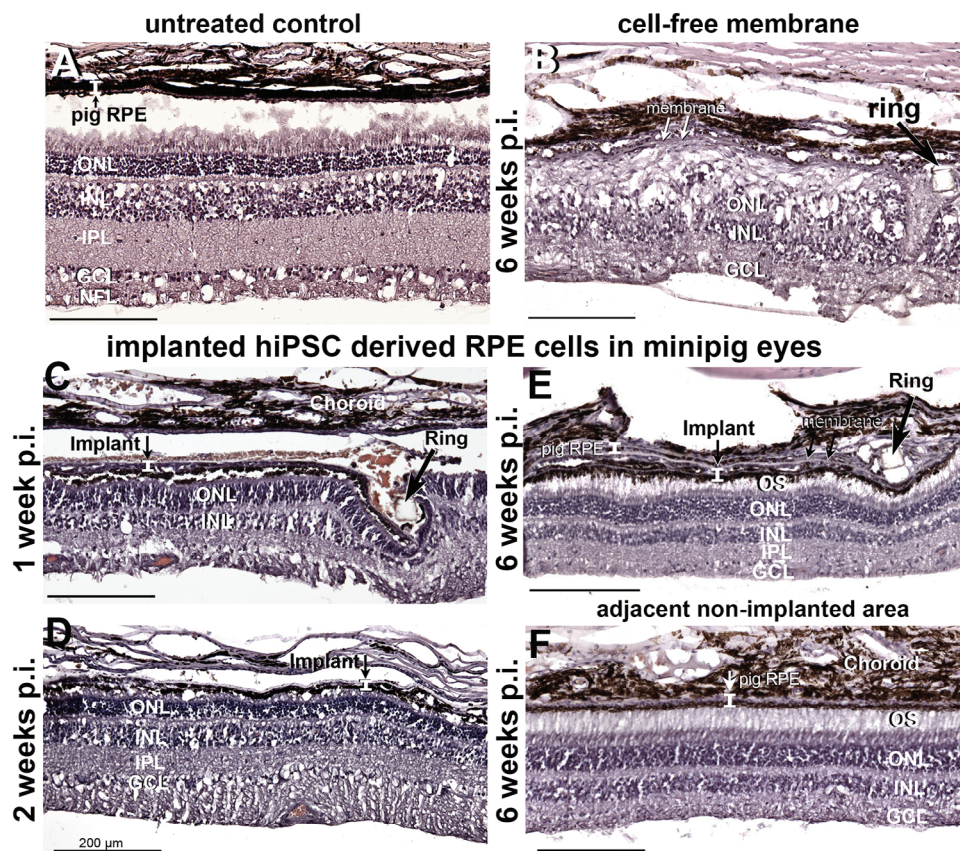 untreated control
cell-free membrane
A
pig RPE
ONL
INL
IPL
GCL
NFL
6 weeks p.i.
B
membrane
ring
ONL
INL
GCL
implanted hiPSC derived RPE cells in minipig eyes
1 week p.i.
C
Choroid
Implant
Ring
ONL
INL
6 weeks p.i.
E
Ring
pig RPE
Implant
membrane
OS
ONL
INL
IPL
GCL
2 weeks p.i.
D
Implant
ONL
INL
IPL
GCL
200 µm
adjacent non-implanted area
6 weeks p.i.
F
Choroid
pig RPE
OS
ONL
INL
GCL